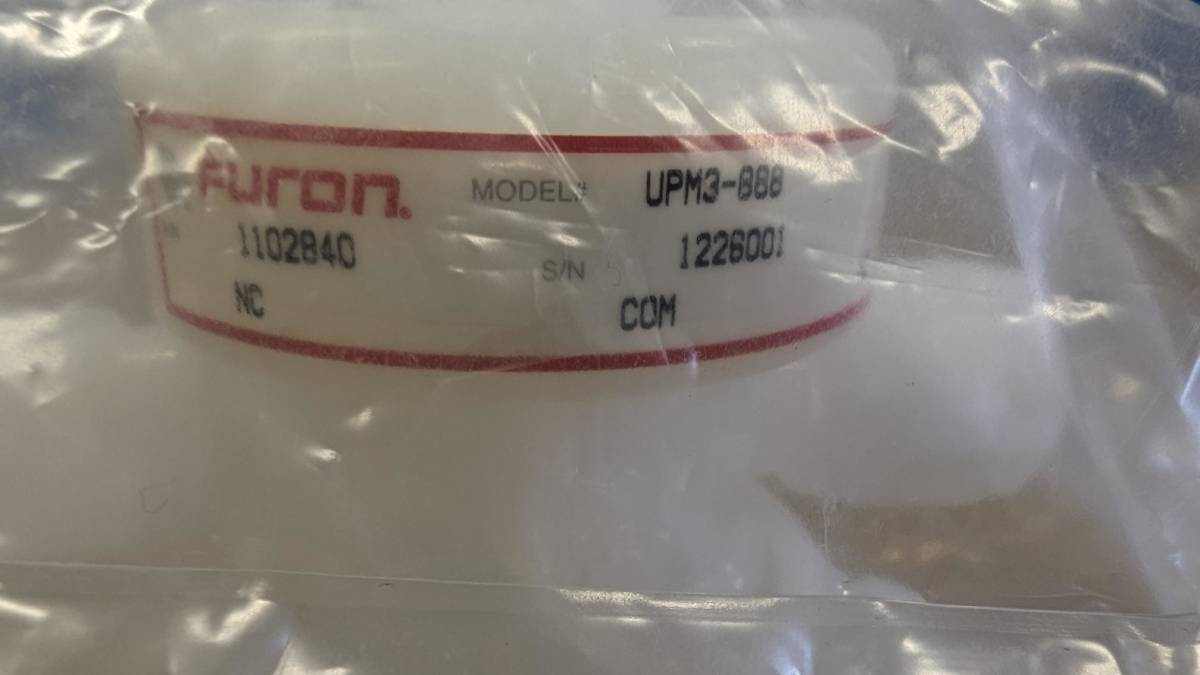 Furon. MODEL# UPM3-888
1102840 S/N 1226001
NC COM